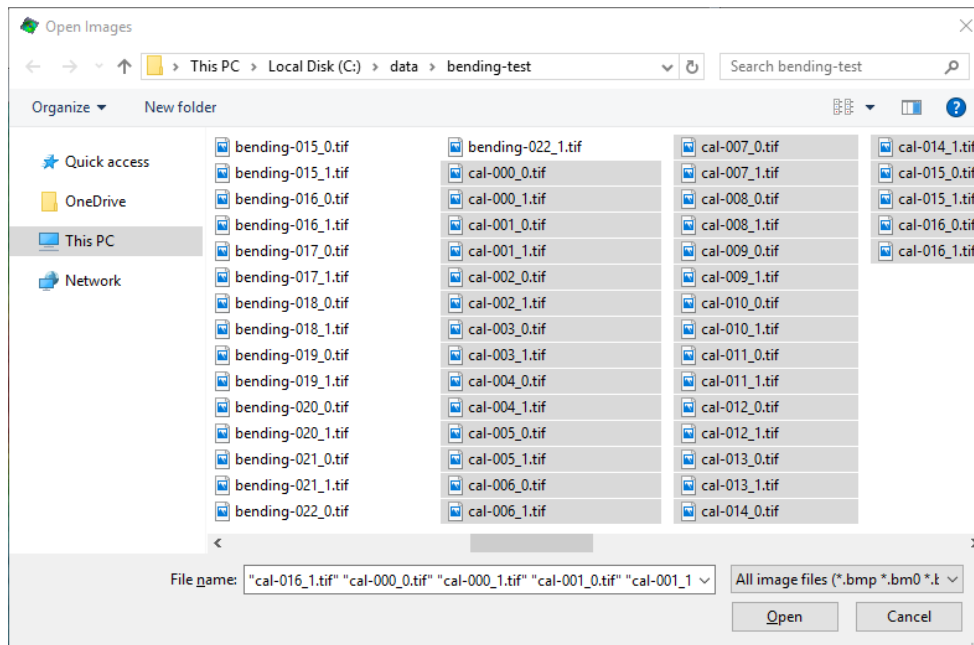 Open Images
This PC > Local Disk (C:) > data > bending-test
Search bending-test
Organize
New folder
Quick access
OneDrive
This PC
Network
bending-015_0.tif
bending-015_1.tif
bending-016_0.tif
bending-016_1.tif
bending-017_0.tif
bending-017_1.tif
bending-018_0.tif
bending-018_1.tif
bending-019_0.tif
bending-019_1.tif
bending-020_0.tif
bending-020_1.tif
bending-021_0.tif
bending-021_1.tif
bending-022_0.tif
bending-022_1.tif
cal-000_0.tif
cal-000_1.tif
cal-001_0.tif
cal-001_1.tif
cal-002_0.tif
cal-002_1.tif
cal-003_0.tif
cal-003_1.tif
cal-004_0.tif
cal-004_1.tif
cal-005_0.tif
cal-005_1.tif
cal-006_0.tif
cal-006_1.tif
cal-007_0.tif
cal-007_1.tif
cal-008_0.tif
cal-008_1.tif
cal-009_0.tif
cal-009_1.tif
cal-010_0.tif
cal-010_1.tif
cal-011_0.tif
cal-011_1.tif
cal-012_0.tif
cal-012_1.tif
cal-013_0.tif
cal-013_1.tif
cal-014_0.tif
cal-014_1.tif
cal-015_0.tif
cal-015_1.tif
cal-016_0.tif
cal-016_1.tif
File name: "cal-016_1.tif" "cal-000_0.tif" "cal-000_1.tif" "cal-001_0.tif" "cal-001_1
All image files (*.bmp *.bm0 *.t
Open
Cancel